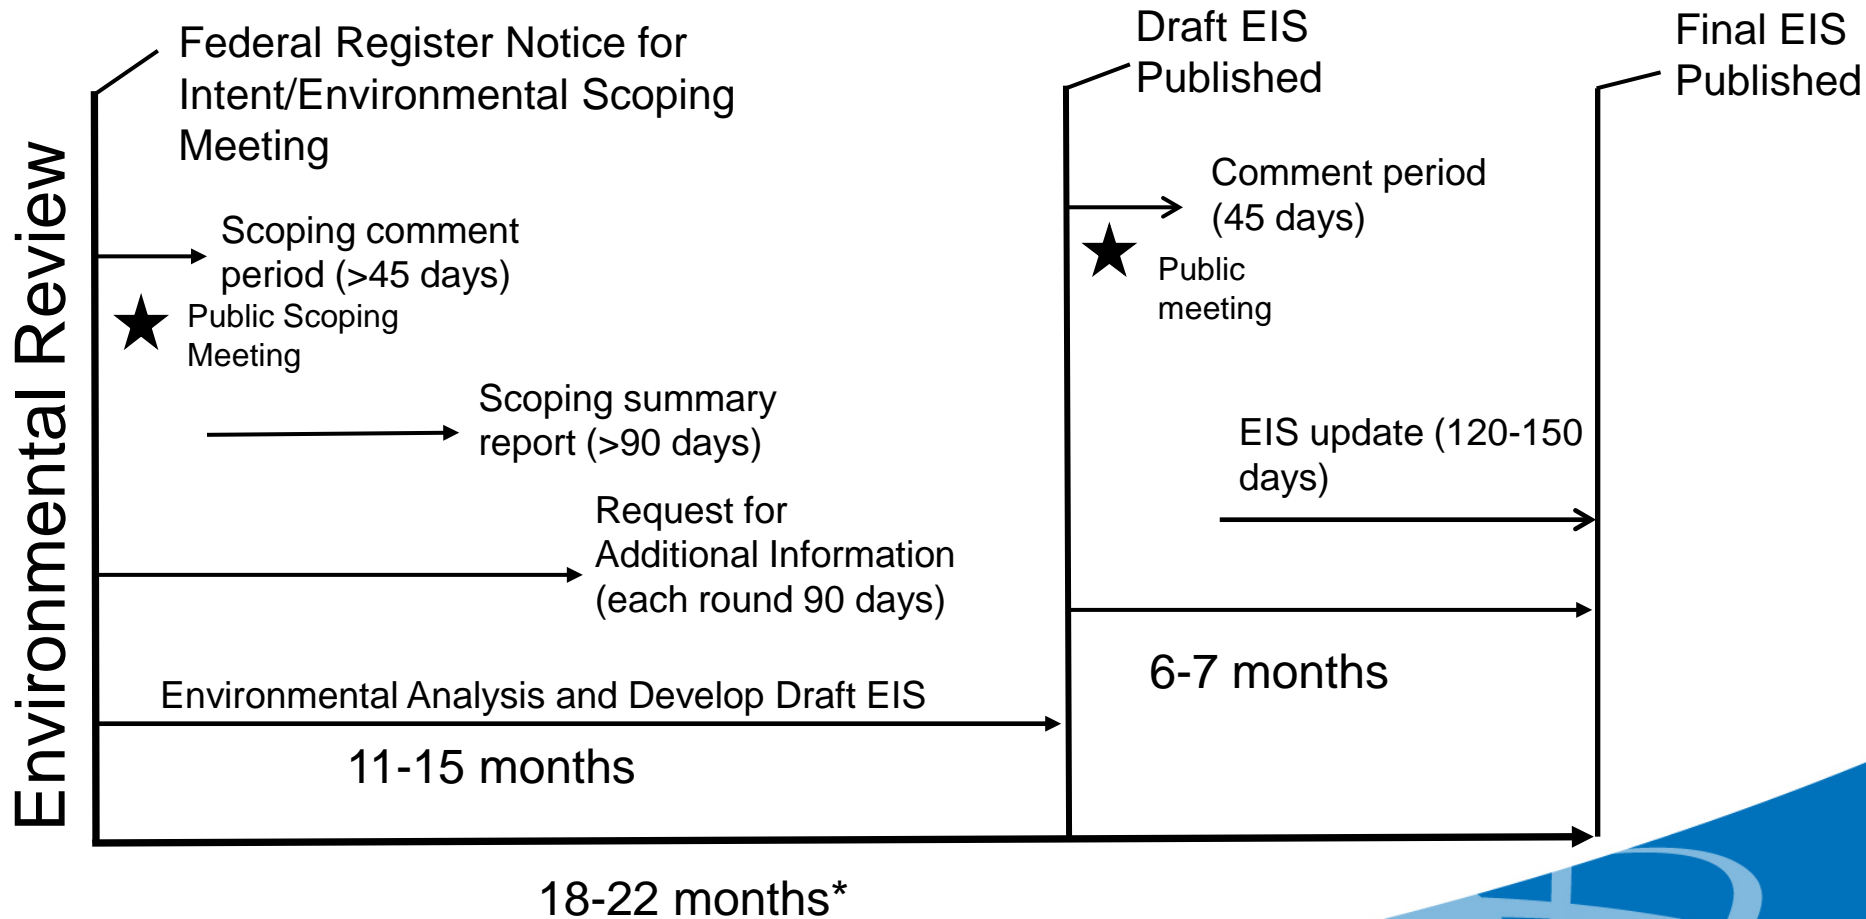 Environmental Review
Federal Register Notice for
Intent/Environmental Scoping
Meeting
Scoping comment
period (>45 days)
Public Scoping
Meeting
Scoping summary
report (>90 days)
Request for
Additional Information
(each round 90 days)
Environmental Analysis and Develop Draft EIS
11-15 months
Draft EIS
Published
Comment period
(45 days)
Public
meeting
EIS update (120-150
days)
6-7 months
Final EIS
Published
18-22 months*